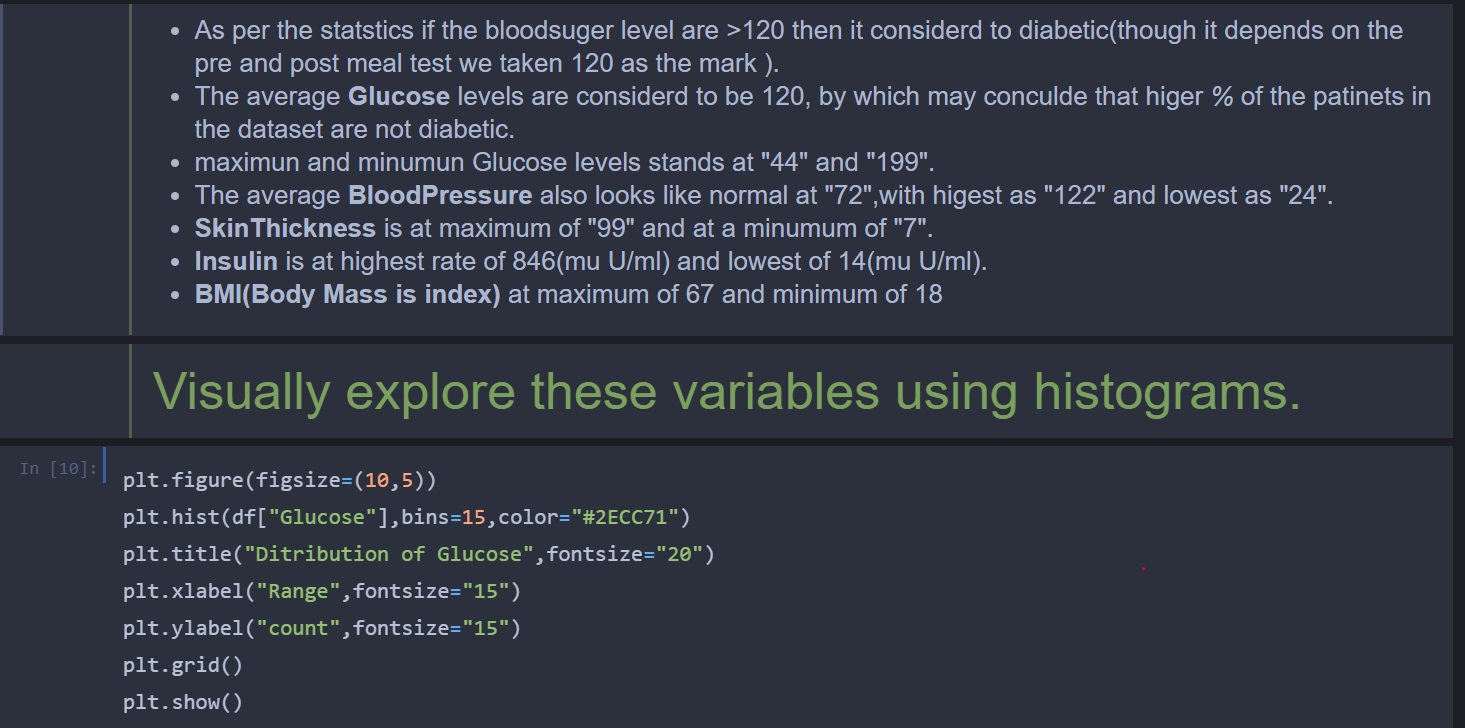 As per the statstics if the bloodsuger level are >120 then it considerd to diabetic(though it depends on the
pre and post meal test we taken 120 as the mark ).
The average Glucose levels are considerd to be 120, by which may conculde that higer % of the patinets in
the dataset are not diabetic.
maximun and minumun Glucose levels stands at "44" and "199".
The average BloodPressure also looks like normal at "72",with higest as "122" and lowest as "24".
SkinThickness is at maximum of "99" and at a minumum of "7".
Insulin is at highest rate of 846(mu U/ml) and lowest of 14(mu U/ml).
BMI(Body Mass is index) at maximum of 67 and minimum of 18
Visually explore these variables using histograms.
In [10]:
plt.figure(figsize=(10,5))
plt.hist(df["Glucose"],bins=15,color="#2ECC71")
plt.title("Ditribution of Glucose",fontsize="20")
plt.xlabel("Range",fontsize="15")
plt.ylabel("count",fontsize="15")
plt.grid()
plt.show()